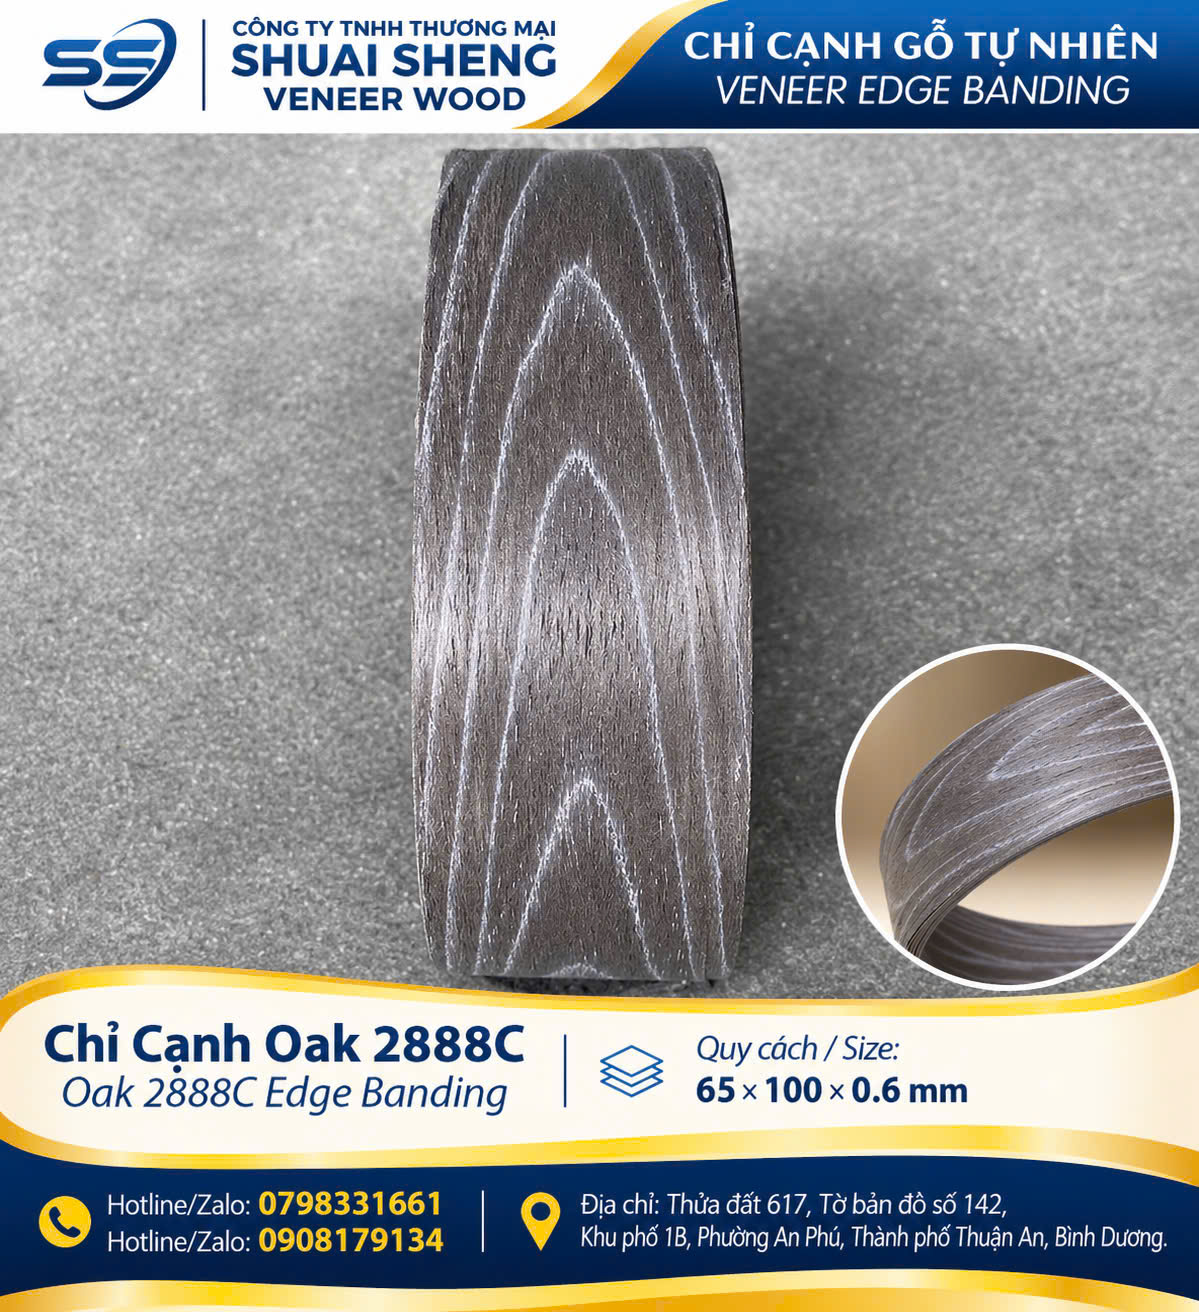 SS
CÔNG TY TNHH THƯƠNG MẠI
SHUAI SHENG
VENEER WOOD
CHỈ CẠNH GỖ TỰ NHIÊN
VENEER EDGE BANDING
Chỉ Cạnh Oak 2888C
Oak 2888C Edge Banding
Quy cách / Size:
65 × 100 × 0.6 mm
Hotline/Zalo: 0798331661
Hotline/Zalo: 0908179134
Địa chỉ: Thửa đất 617, Tờ bản đồ số 142,
Khu phố 1B, Phường An Phú, Thành phố Thuận An, Bình Dương.